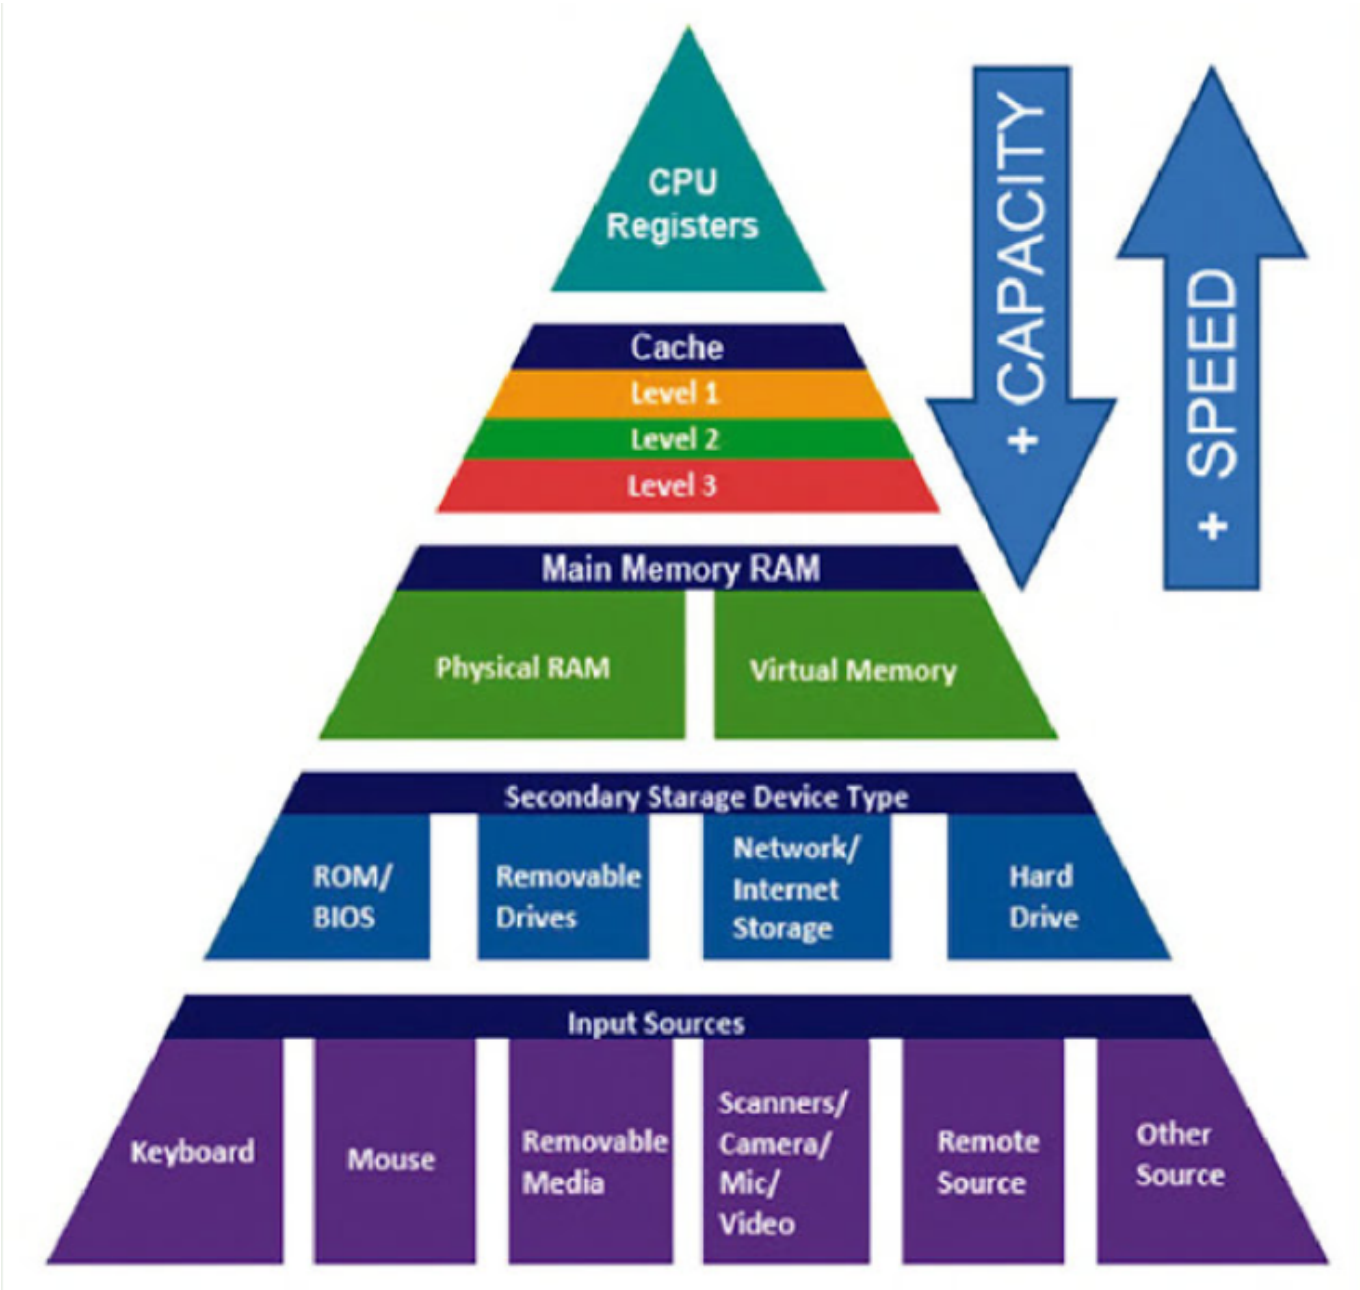 CPU
Registers
+ CAPACITY
+ SPEED
Cache
Level 1
Level 2
Level 3
Main Memory RAM
Physical RAM
Virtual Memory
Secondary Starage Device Type
ROM/
BIOS
Removable
Drives
Network/
Internet
Storage
Hard
Drive
Input Sources
Keyboard
Mouse
Removable
Media
Scanners/
Camera/
Mic/
Video
Remote
Source
Other
Source